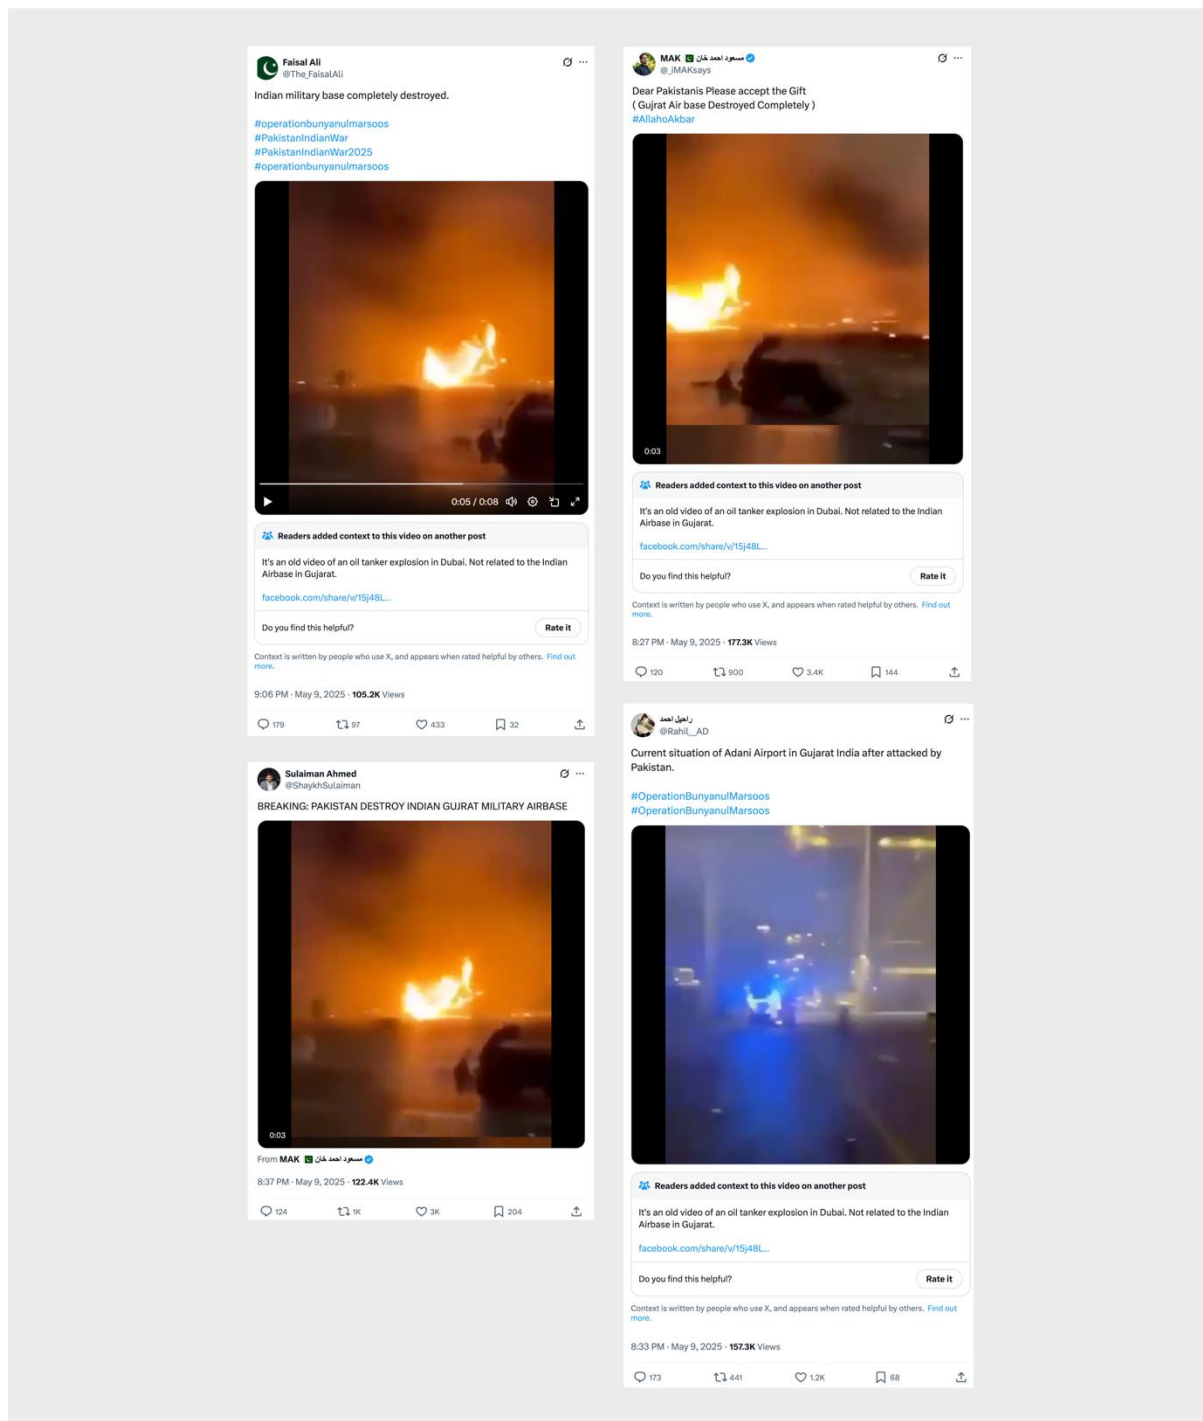 Faisal Ali
@The_FaisalAli
Indian military base completely destroyed.
#operationbunyanulmarsoos
#PakistanIndianWar
#PakistanIndianWar2025
#operationbunyanulmarsoos
0:05 / 0:08
Readers added context to this video on another post
It's an old video of an oil tanker explosion in Dubai. Not related to the Indian
Airbase in Gujarat.
facebook.com/share/v/15j48L...
Do you find this helpful?
Rate it
Context is written by people who use X, and appears when rated helpful by others. Find out
more.
9:06 PM · May 9, 2025 · 105.2K Views
179 97 433 32
Sulaiman Ahmed
@ShaykhSulaiman
BREAKING: PAKISTAN DESTROY INDIAN GUJRAT MILITARY AIRBASE
0:03
From MAK مسعود احمد خان
8:37 PM · May 9, 2025 · 122.4K Views
124 1K 3K 204
MAK مسعود احمد خان
@_iMAKsays
Dear Pakistanis Please accept the Gift
( Gujrat Air base Destroyed Completely )
#AllahoAkbar
0:03
Readers added context to this video on another post
It's an old video of an oil tanker explosion in Dubai. Not related to the Indian
Airbase in Gujarat.
facebook.com/share/v/15j48L...
Do you find this helpful?
Rate it
Context is written by people who use X, and appears when rated helpful by others. Find out
more.
8:27 PM · May 9, 2025 · 177.3K Views
120 900 3.4K 144
راحیل احمد
@Rahil__AD
Current situation of Adani Airport in Gujarat India after attacked by
Pakistan.
#OperationBunyanulMarsoos
#OperationBunyanulMarsoos
Readers added context to this video on another post
It's an old video of an oil tanker explosion in Dubai. Not related to the Indian
Airbase in Gujarat.
facebook.com/share/v/15j48L...
Do you find this helpful?
Rate it
Context is written by people who use X, and appears when rated helpful by others. Find out
more.
8:33 PM · May 9, 2025 · 157.3K Views
173 441 1.2K 68